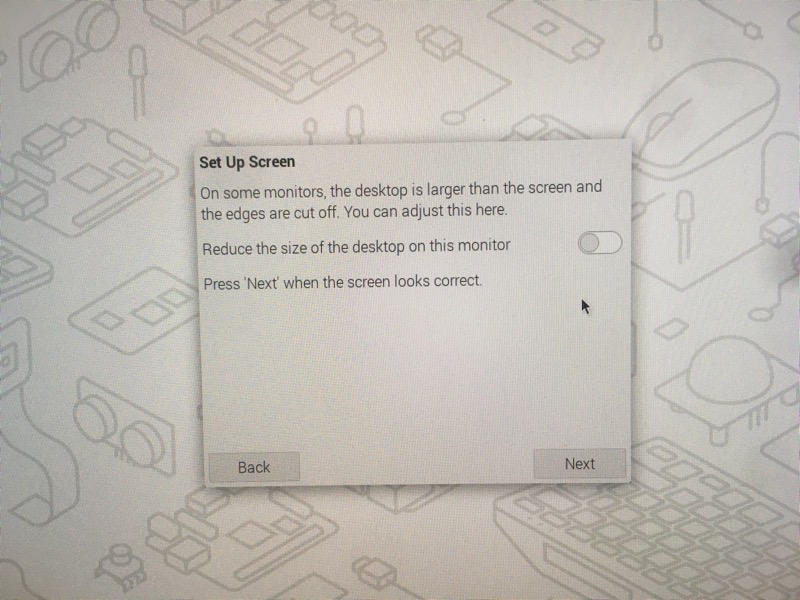 Set Up Screen
On some monitors, the desktop is larger than the screen and
the edges are cut off. You can adjust this here.
Reduce the size of the desktop on this monitor
Press 'Next' when the screen looks correct.
Back
Next